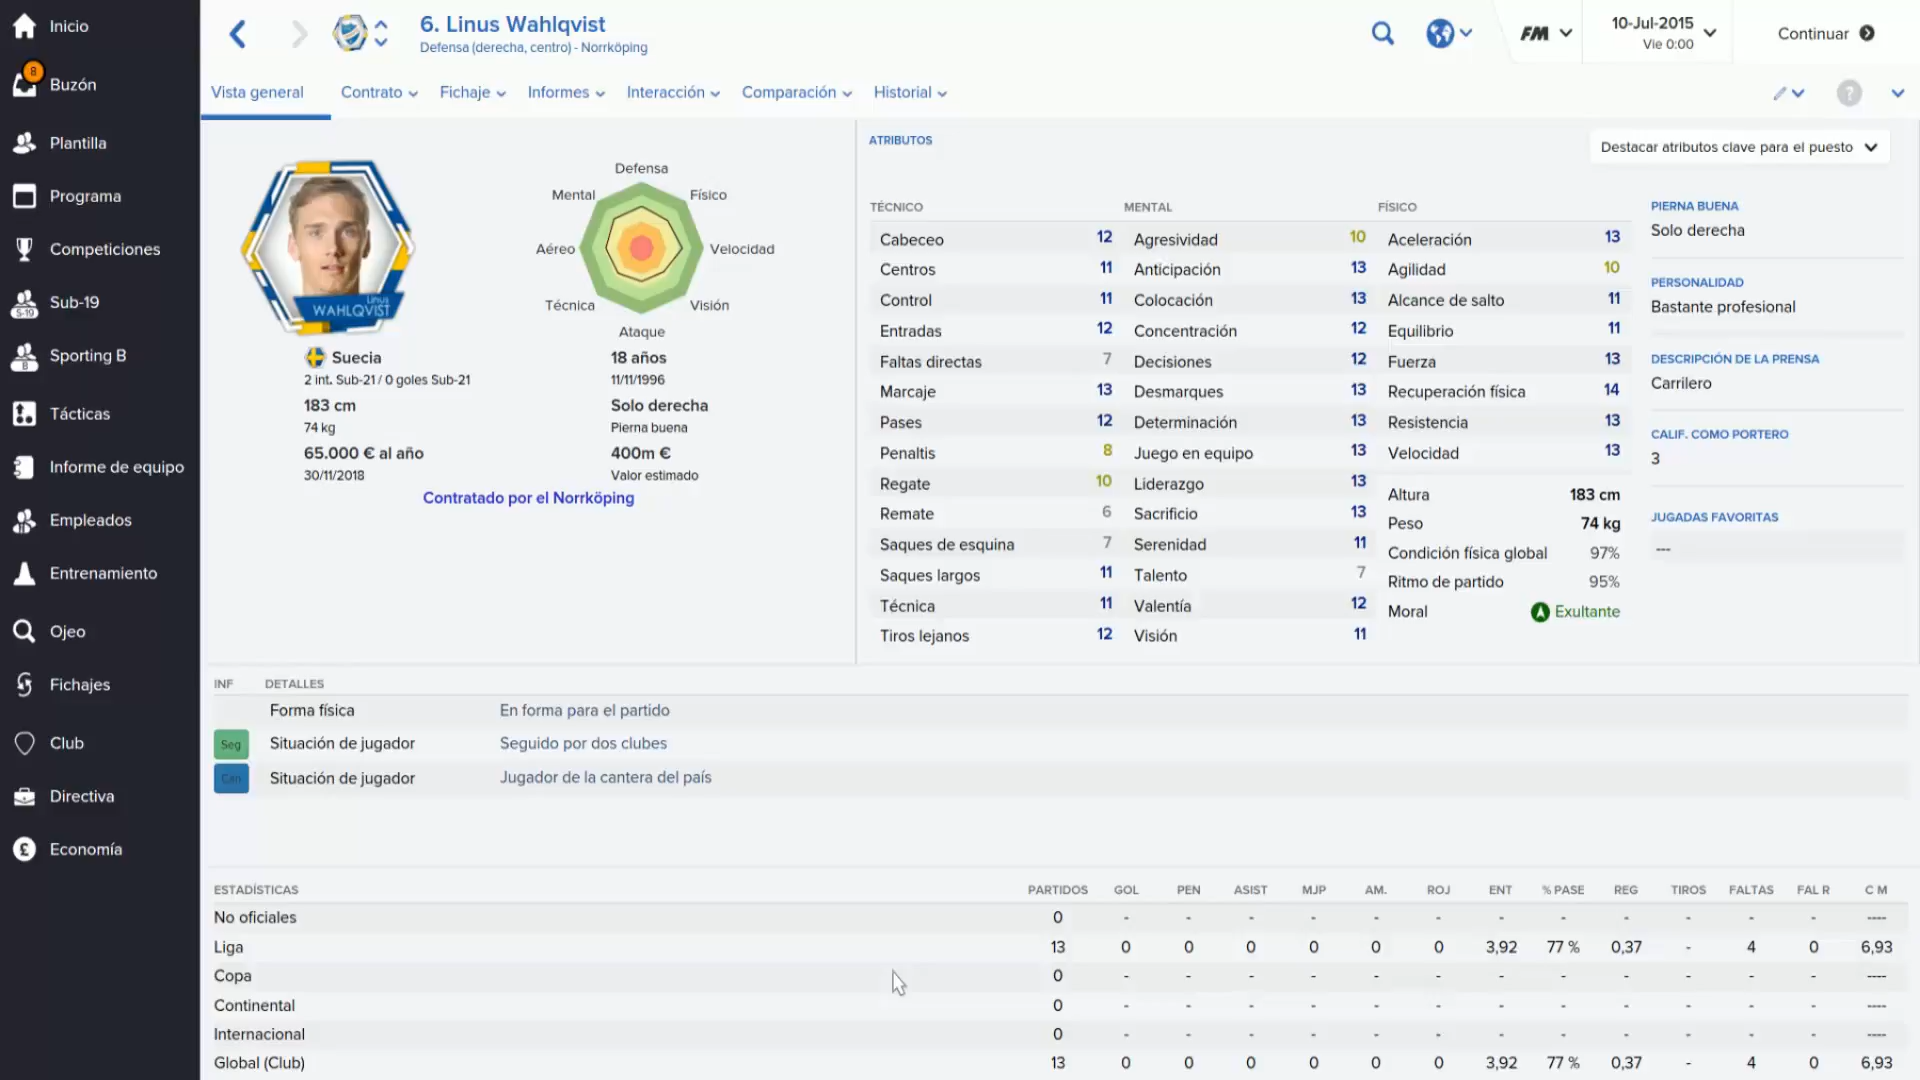 Inicio
8
Buzón
Plantilla
Programa
Competiciones
S-19
Sub-19
B
Sporting B
Tácticas
Informe de equipo
Empleados
Entrenamiento
Ojeo
Fichajes
Club
Directiva
£
Economía
6. Linus Wahlqvist
Defensa (derecha, centro) - Norrköping
FM
10-Jul-2015
Vie 0:00
Continuar
Vista general
Contrato
Fichaje
Informes
Interacción
Comparación
Historial
?
Linus
WAHLQVIST
Defensa
Físico
Velocidad
Visión
Ataque
Técnica
Aéreo
Mental
Suecia
2 int. Sub-21 / 0 goles Sub-21
183 cm
74 kg
65.000 € al año
30/11/2018
18 años
11/11/1996
Solo derecha
Pierna buena
400m €
Valor estimado
Contratado por el Norrköping
ATRIBUTOS
Destacar atributos clave para el puesto
TÉCNICO
Cabeceo 12
Centros 11
Control 11
Entradas 12
Faltas directas 7
Marcaje 13
Pases 12
Penaltis 8
Regate 10
Remate 6
Saques de esquina 7
Saques largos 11
Técnica 11
Tiros lejanos 12
MENTAL
Agresividad 10
Anticipación 13
Colocación 13
Concentración 12
Decisiones 12
Desmarques 13
Determinación 13
Juego en equipo 13
Liderazgo 13
Sacrificio 13
Serenidad 11
Talento 7
Valentía 12
Visión 11
FÍSICO
Aceleración 13
Agilidad 10
Alcance de salto 11
Equilibrio 11
Fuerza 13
Recuperación física 14
Resistencia 13
Velocidad 13
Altura 183 cm
Peso 74 kg
Condición física global 97%
Ritmo de partido 95%
Moral Exultante
PIERNA BUENA
Solo derecha
PERSONALIDAD
Bastante profesional
DESCRIPCIÓN DE LA PRENSA
Carrilero
CALIF. COMO PORTERO
3
JUGADAS FAVORITAS
---
INF DETALLES
Forma física En forma para el partido
Seg Situación de jugador Seguido por dos clubes
Can Situación de jugador Jugador de la cantera del país
ESTADÍSTICAS PARTIDOS GOL PEN ASIST MJP AM. ROJ ENT % PASE REG TIROS FALTAS FAL R C M
No oficiales 0 - - - - - - - - - - - - ----
Liga 13 0 0 0 0 0 0 3,92 77 % 0,37 - 4 0 6,93
Copa 0 - - - - - - - - - - - - ----
Continental 0 - - - - - - - - - - - - ----
Internacional 0 - - - - - - - - - - - - ----
Global (Club) 13 0 0 0 0 0 0 3,92 77 % 0,37 - 4 0 6,93